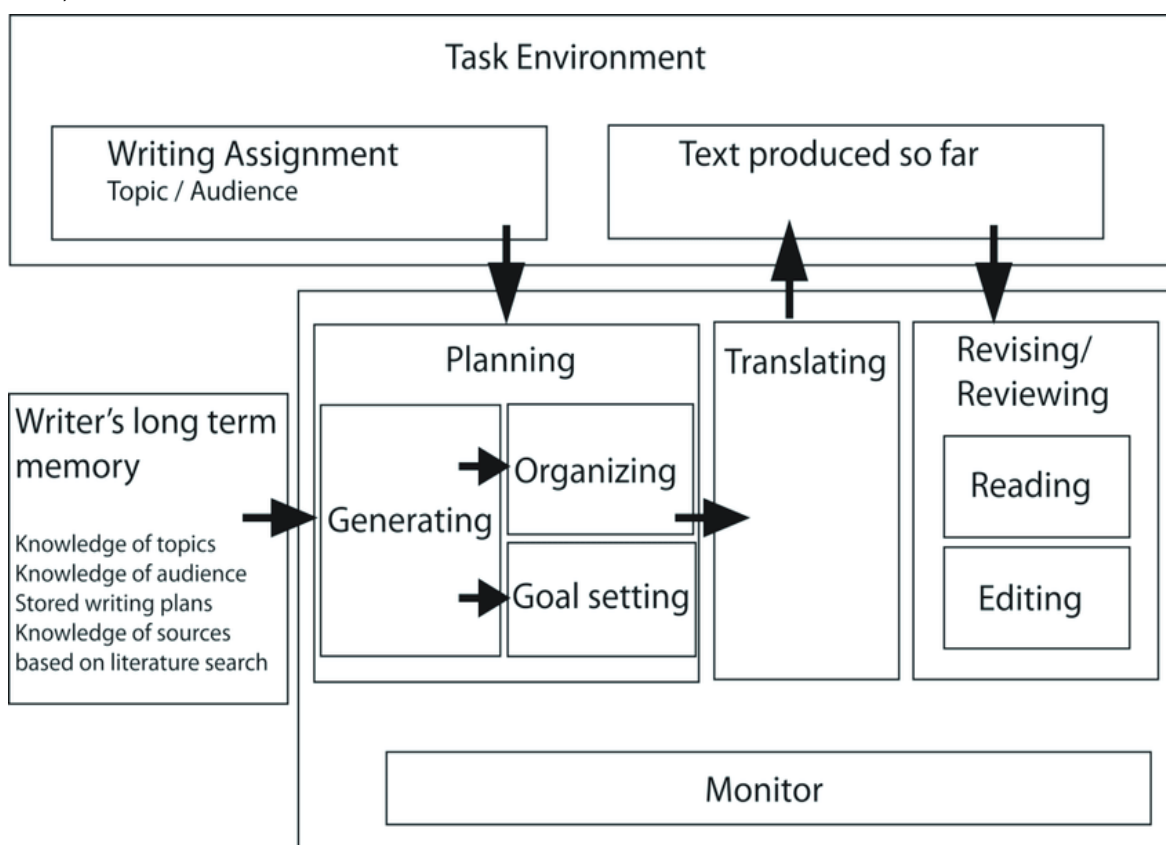 Task Environment
Writing Assignment
Topic / Audience
Text produced so far
Planning
Generating
Organizing
Goal setting
Translating
Revising/
Reviewing
Reading
Editing
Writer's long term
memory
Knowledge of topics
Knowledge of audience
Stored writing plans
Knowledge of sources
based on literature search
Monitor